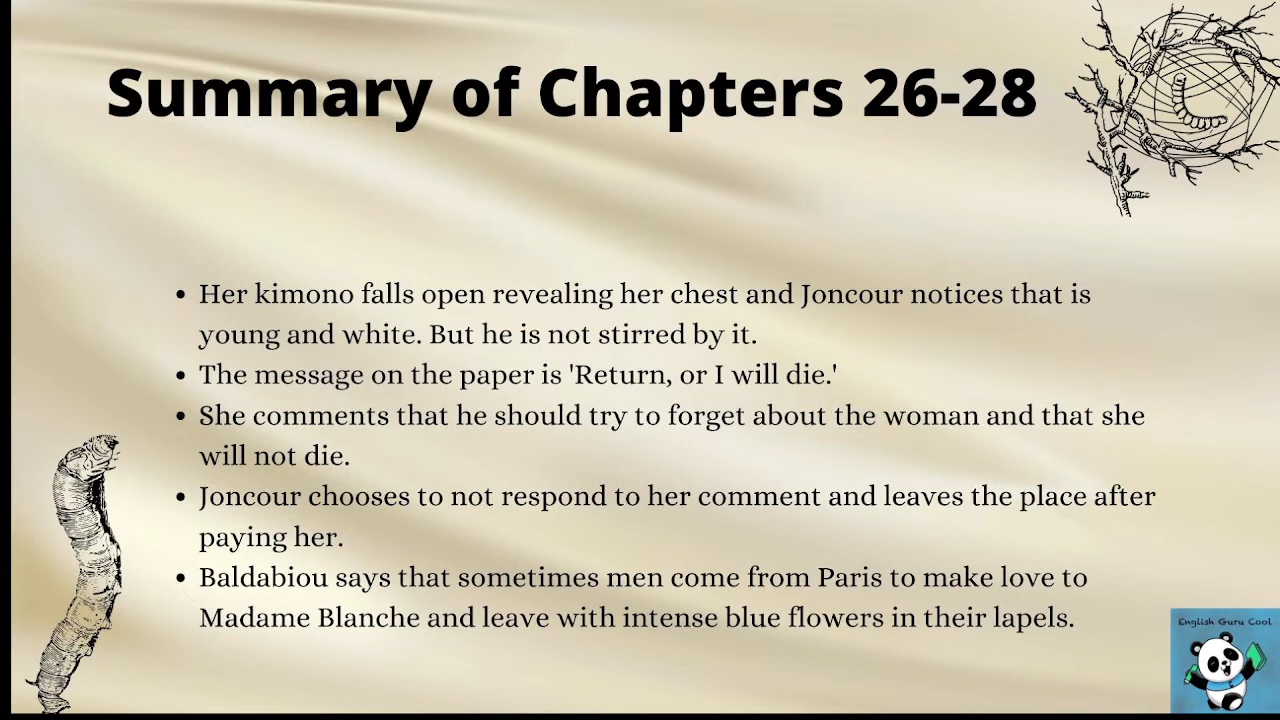 Summary of Chapters 26-28
• Her kimono falls open revealing her chest and Joncour notices that is
young and white. But he is not stirred by it.
• The message on the paper is 'Return, or I will die.'
• She comments that he should try to forget about the woman and that she
will not die.
• Joncour chooses to not respond to her comment and leaves the place after
paying her.
• Baldabiou says that sometimes men come from Paris to make love to
Madame Blanche and leave with intense blue flowers in their lapels.
English Guru Cool